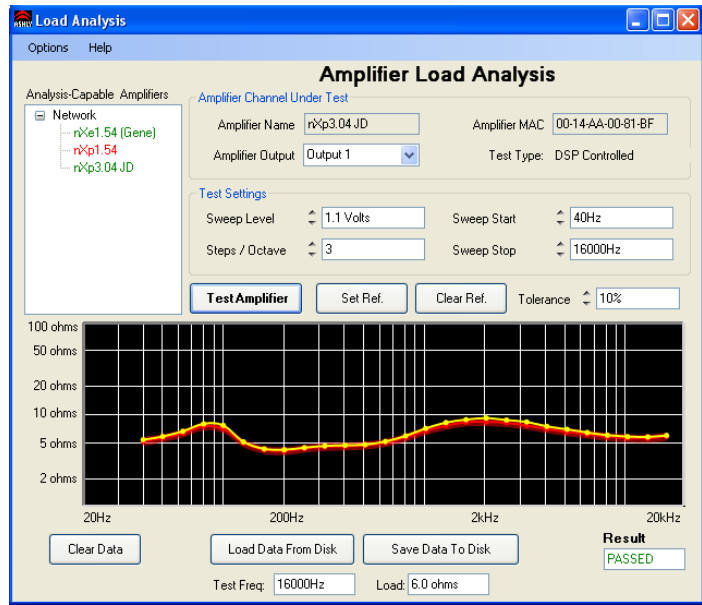 ASHLY Load Analysis
Options Help
Amplifier Load Analysis
Analysis-Capable Amplifiers
Network
nXe1.54 (Gene)
nXp1.54
nXp3.04 JD
Amplifier Channel Under Test
Amplifier Name nXp3.04 JD Amplifier MAC 00-14-AA-00-81-BF
Amplifier Output Output 1 Test Type: DSP Controlled
Test Settings
Sweep Level 1.1 Volts Sweep Start 40Hz
Steps / Octave 3 Sweep Stop 16000Hz
Test Amplifier Set Ref. Clear Ref. Tolerance 10%
100 ohms
50 ohms
20 ohms
10 ohms
5 ohms
2 ohms
20Hz 200Hz 2kHz 20kHz
Clear Data Load Data From Disk Save Data To Disk Result
PASSED
Test Freq: 16000Hz Load: 6.0 ohms